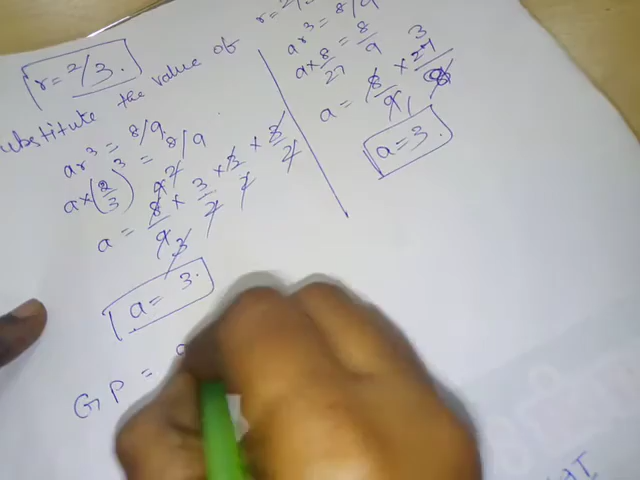 r = 2/3.
substitute the value of
ar³ = 8/9.
a×(2/3)³ = 8/9
a = 8/9 × 3/2 × 3/2 × 3/2
a = 3.
GP =
ar³ = 8/9
a × 8/27 = 8/9
a = 8/9 × 27/8
a = 3.